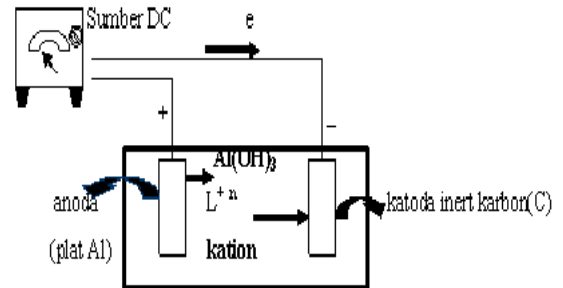 Sumber DC
e
+
–
Al(OH)₃
anoda
L⁺ⁿ
katoda inert karbon(C)
(plat Al)
kation